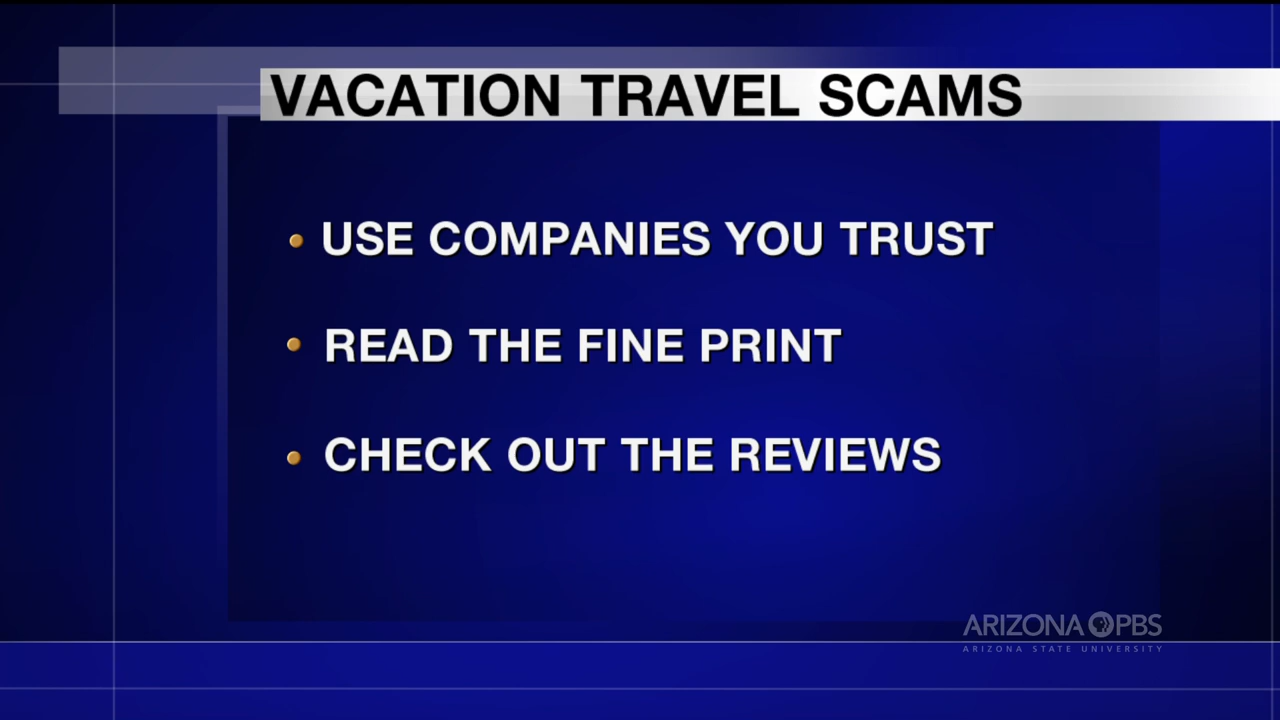 VACATION TRAVEL SCAMS
• USE COMPANIES YOU TRUST
• READ THE FINE PRINT
• CHECK OUT THE REVIEWS
ARIZONA PBS
ARIZONA STATE UNIVERSITY